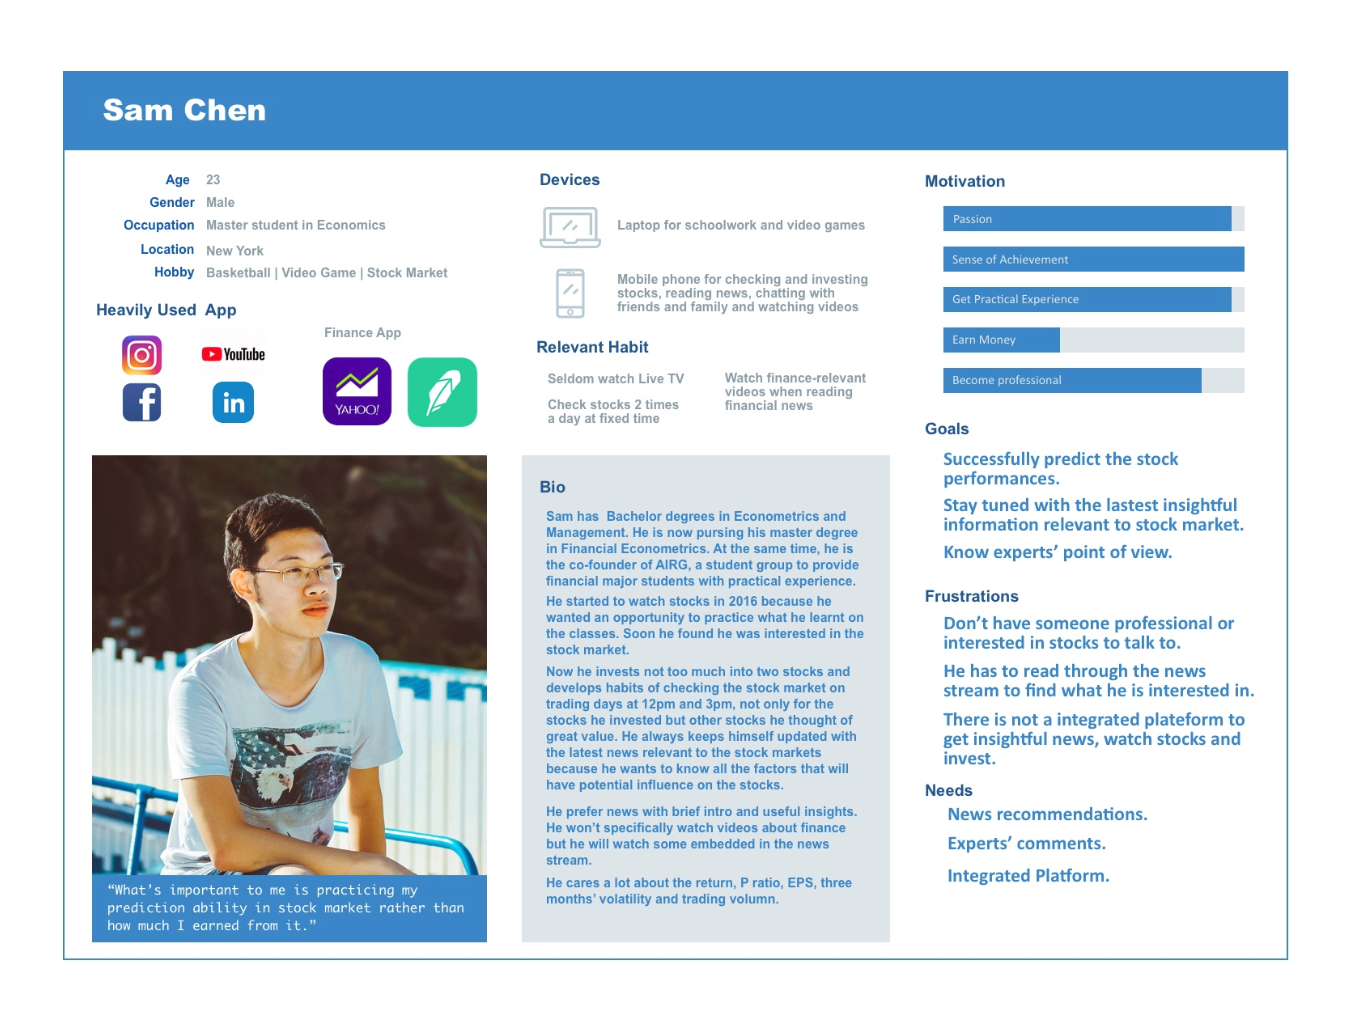 Sam Chen
Age 23
Gender Male
Occupation Master student in Economics
Location New York
Hobby Basketball | Video Game | Stock Market
Heavily Used App
YouTube
in
Finance App
YAHOO!
“What’s important to me is practicing my
prediction ability in stock market rather than
how much I earned from it.”
Devices
Laptop for schoolwork and video games
Mobile phone for checking and investing
stocks, reading news, chatting with
friends and family and watching videos
Relevant Habit
Seldom watch Live TV
Check stocks 2 times
a day at fixed time
Watch finance-relevant
videos when reading
financial news
Bio
Sam has Bachelor degrees in Econometrics and
Management. He is now pursing his master degree
in Financial Econometrics. At the same time, he is
the co-founder of AIRG, a student group to provide
financial major students with practical experience.
He started to watch stocks in 2016 because he
wanted an opportunity to practice what he learnt on
the classes. Soon he found he was interested in the
stock market.
Now he invests not too much into two stocks and
develops habits of checking the stock market on
trading days at 12pm and 3pm, not only for the
stocks he invested but other stocks he thought of
great value. He always keeps himself updated with
the latest news relevant to the stock markets
because he wants to know all the factors that will
have potential influence on the stocks.
He prefer news with brief intro and useful insights.
He won’t specifically watch videos about finance
but he will watch some embedded in the news
stream.
He cares a lot about the return, P ratio, EPS, three
months’ volatility and trading volumn.
Motivation
Passion
Sense of Achievement
Get Practical Experience
Earn Money
Become professional
Goals
Successfully predict the stock
performances.
Stay tuned with the lastest insightful
information relevant to stock market.
Know experts’ point of view.
Frustrations
Don’t have someone professional or
interested in stocks to talk to.
He has to read through the news
stream to find what he is interested in.
There is not a integrated plateform to
get insightful news, watch stocks and
invest.
Needs
News recommendations.
Experts’ comments.
Integrated Platform.